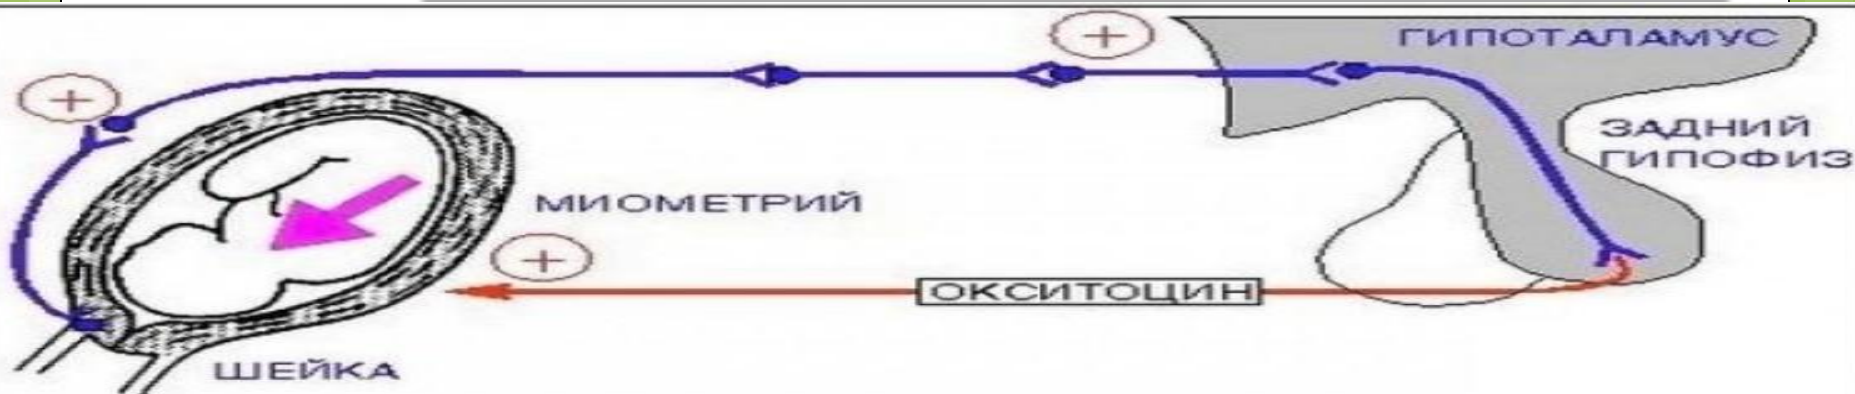 ГИПОТАЛАМУС
ЗАДНИЙ
ГИПОФИЗ
МИОМЕТРИЙ
ОКСИТОЦИН
ШЕЙКА